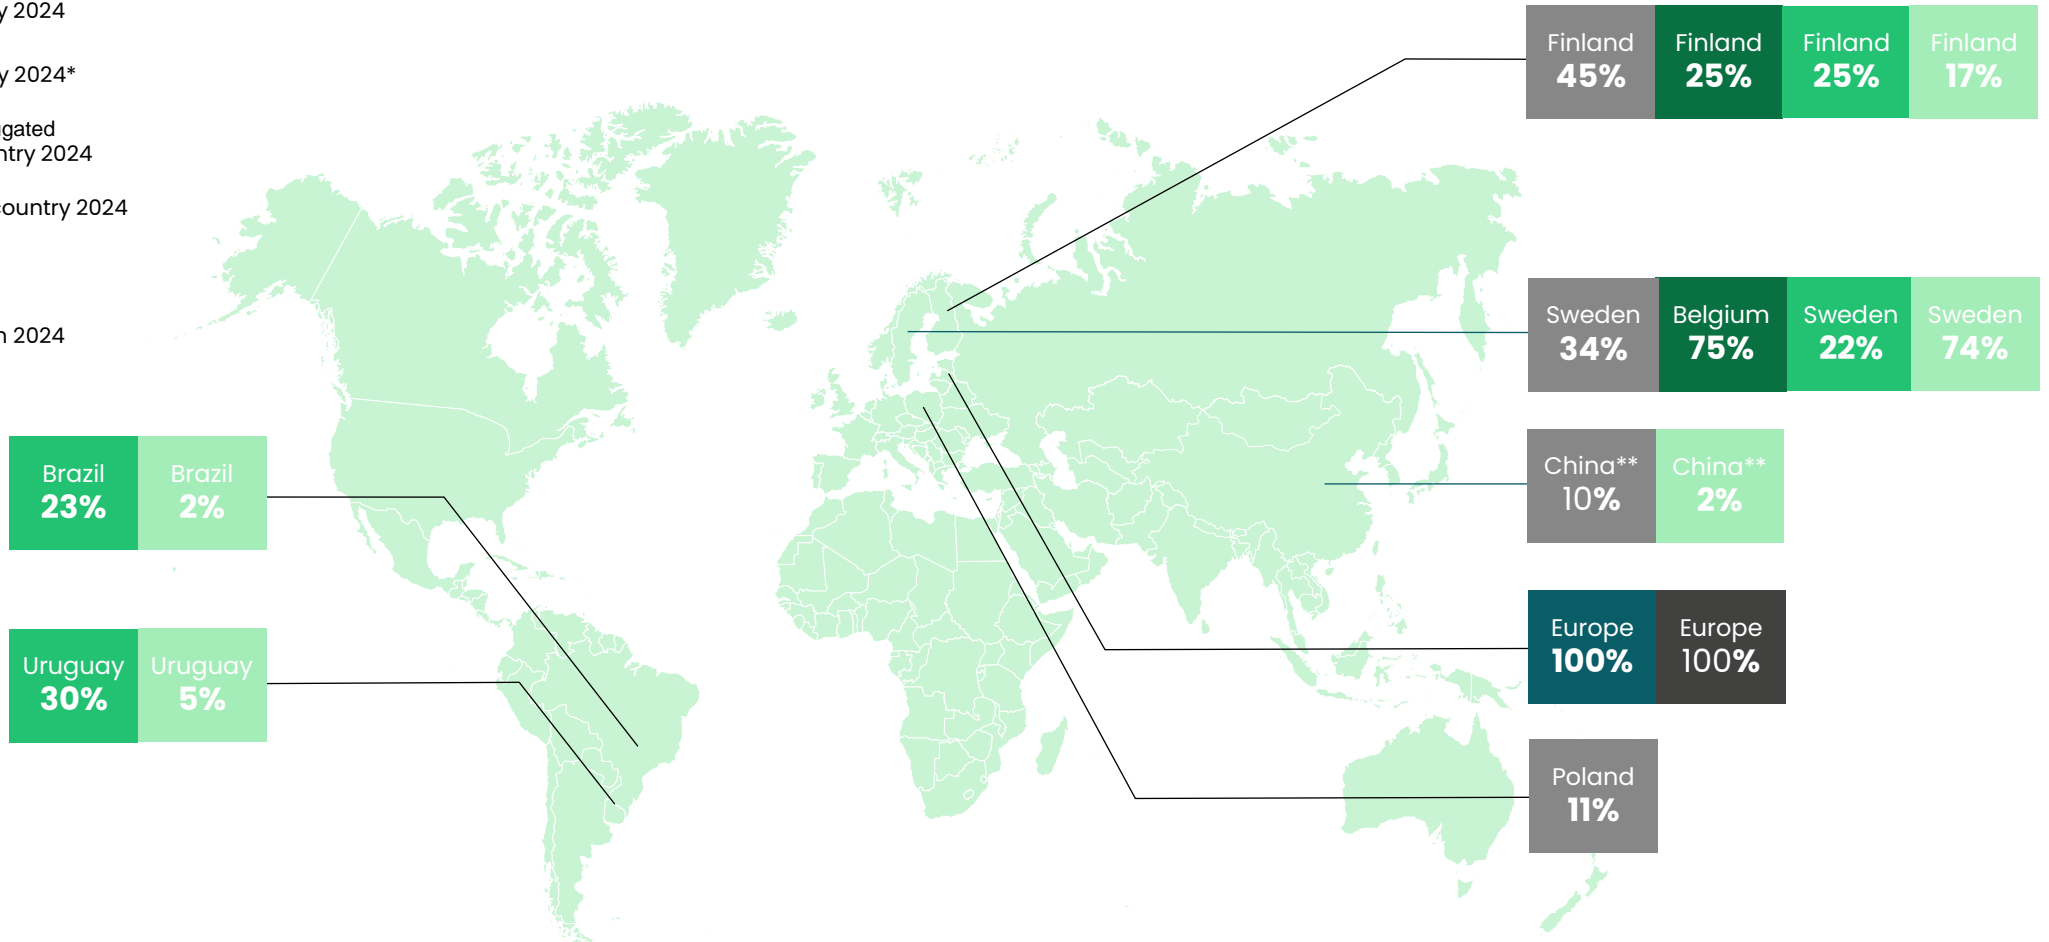 2024
2024*
ntry 2024
country 2024
2024
Finland
45%
Finland
25%
Finland
25%
Finland
17%
Sweden
34%
Belgium
75%
Sweden
22%
Sweden
74%
Brazil
23%
Brazil
2%
China**
10%
China**
2%
Europe
100%
Europe
100%
Uruguay
30%
Uruguay
5%
Poland
11%